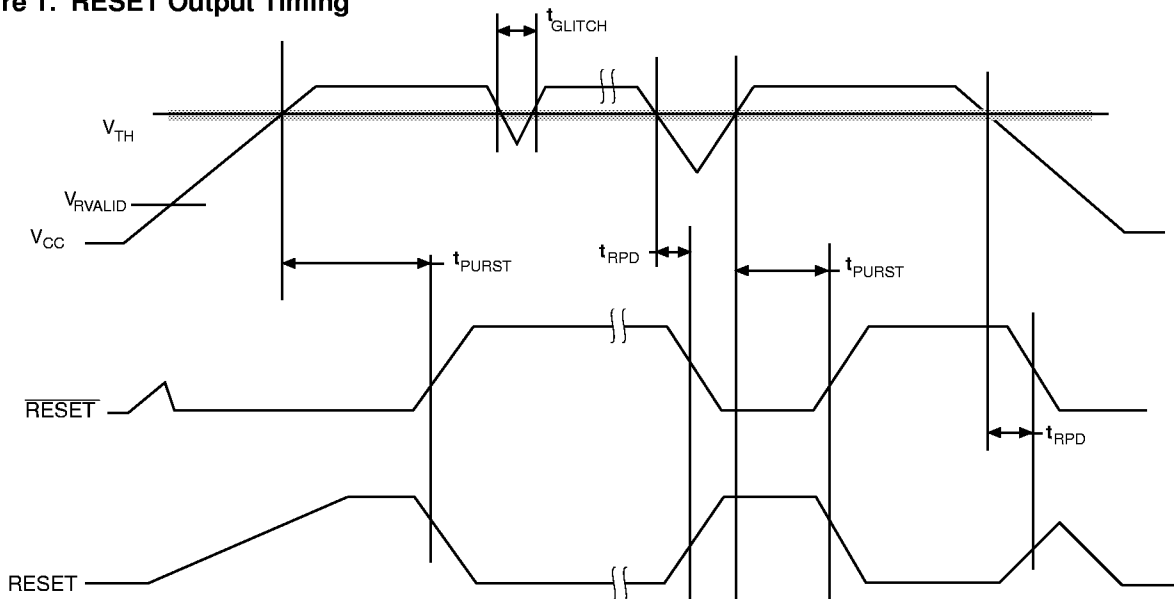 re 1. RESET Output Timing
tGLITCH
VTH
VRVALID
VCC
tPURST
tRPD
tPURST
RESET
tRPD
RESET